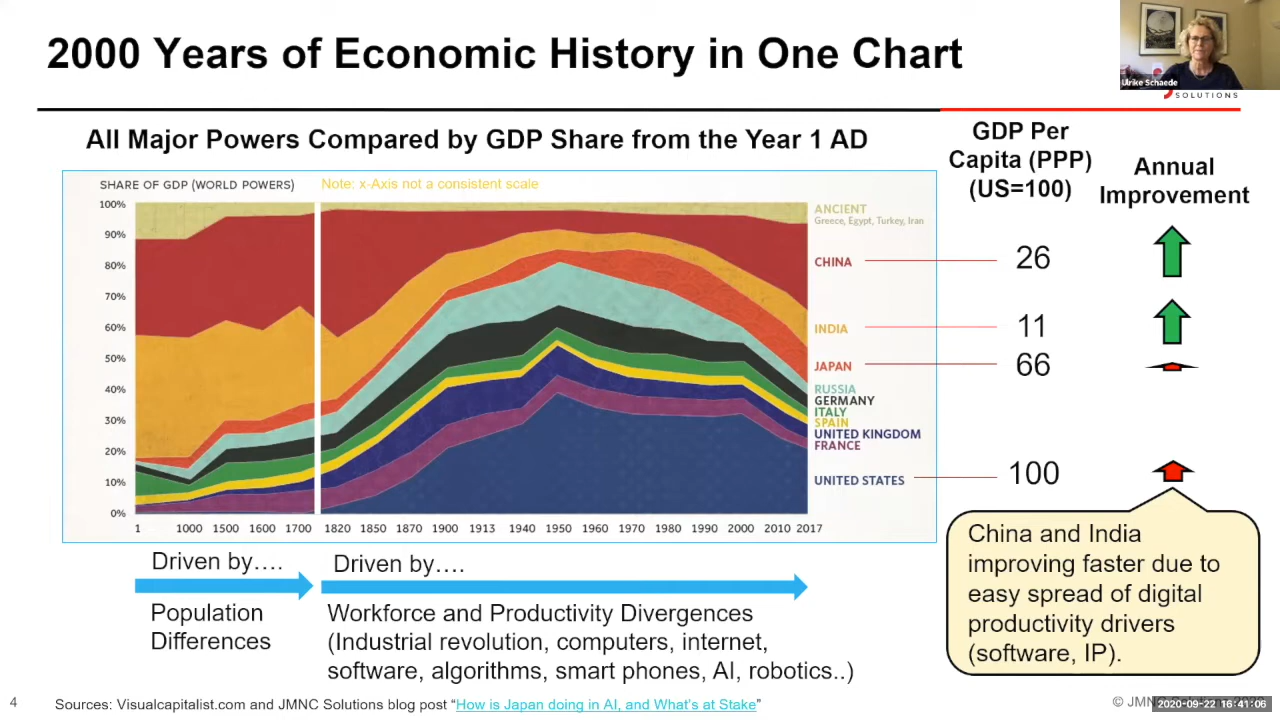 2000 Years of Economic History in One Chart
Ulrike Schaede
SOLUTIONS
All Major Powers Compared by GDP Share from the Year 1 AD
GDP Per
Capita (PPP)
(US=100)
Annual
Improvement
SHARE OF GDP (WORLD POWERS)
Note: x-Axis not a consistent scale
100%
90%
80%
70%
60%
50%
40%
30%
20%
10%
0%
ANCIENT
Greece, Egypt, Turkey, Iran
CHINA
26
INDIA
11
JAPAN
66
RUSSIA
GERMANY
ITALY
SPAIN
UNITED KINGDOM
FRANCE
UNITED STATES
100
1 1000 1500 1600 1700 1820 1850 1870 1900 1913 1940 1950 1960 1970 1980 1990 2000 2010 2017
Driven by….
Population
Differences
Driven by….
Workforce and Productivity Divergences
(Industrial revolution, computers, internet,
software, algorithms, smart phones, AI, robotics..)
China and India
improving faster due to
easy spread of digital
productivity drivers
(software, IP).
4
Sources: Visualcapitalist.com and JMNC Solutions blog post “How is Japan doing in AI, and What’s at Stake”
© JMNC Solutions
2020-09-22 16:41:06